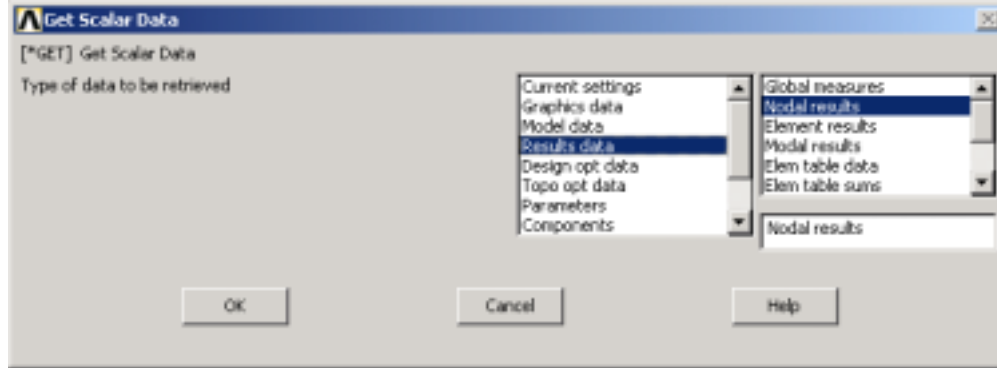 Get Scalar Data
[*GET] Get Scalar Data
Type of data to be retrieved
Current settings
Graphics data
Model data
Results data
Design opt data
Topo opt data
Parameters
Components
Global measures
Nodal results
Element results
Modal results
Elem table data
Elem table sums
Nodal results
OK
Cancel
Help